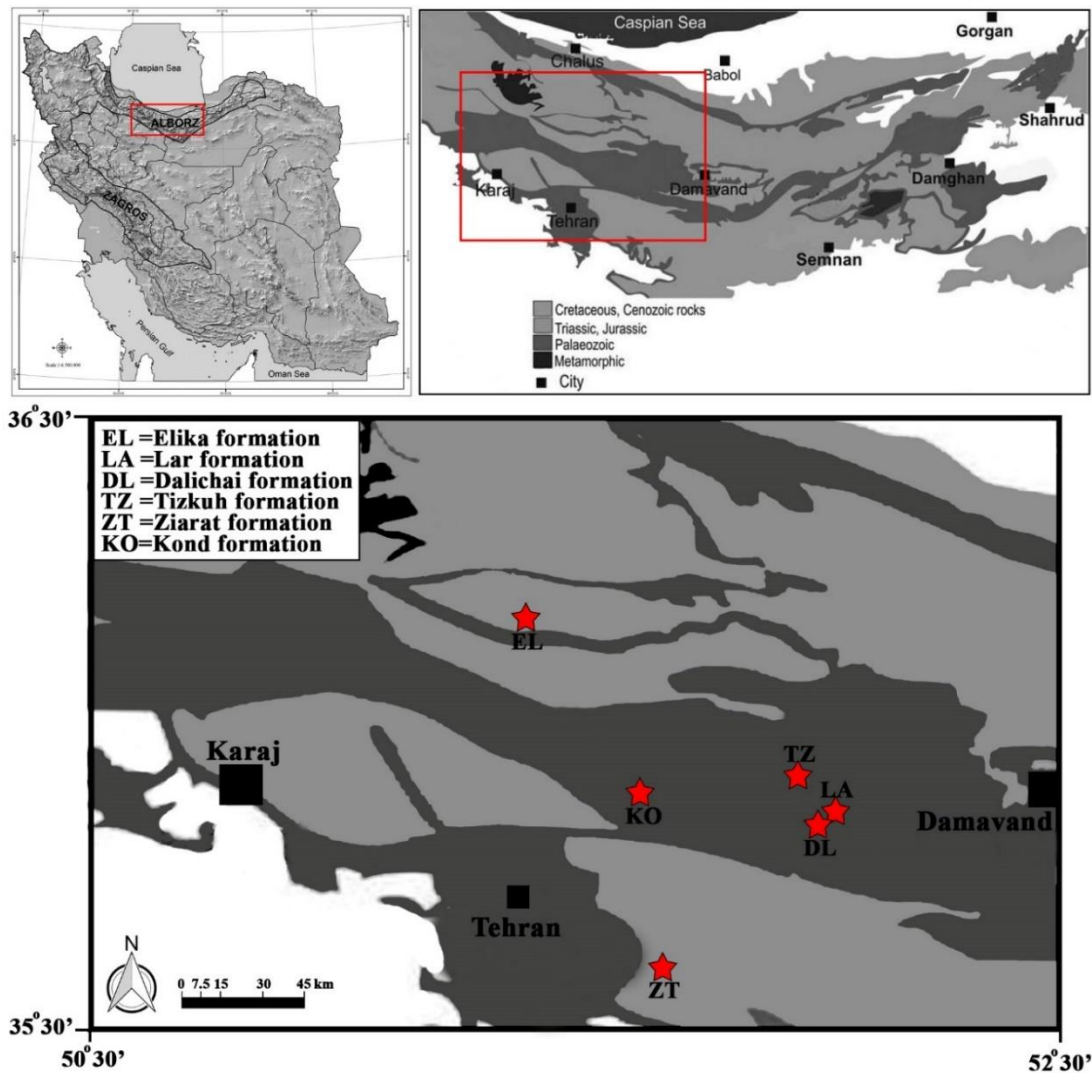 Caspian Sea
ALBORZ
ZAGROS
Persian Gulf
Oman Sea
Caspian Sea
Gorgan
Chalus
Babol
Shahrud
Karaj
Damavand
Damghan
Tehran
Semnan
Cretaceous, Cenozoic rocks
Triassic, Jurassic
Palaeozoic
Metamorphic
City
36°30'
EL =Elika formation
LA =Lar formation
DL =Dalichai formation
TZ =Tizkuh formation
ZT =Ziarat formation
KO=Kond formation
EL
Karaj
TZ
LA
KO
DL
Damavand
Tehran
N
0 7.5 15 30 45 km
ZT
35°30'
50°30'
52°30'